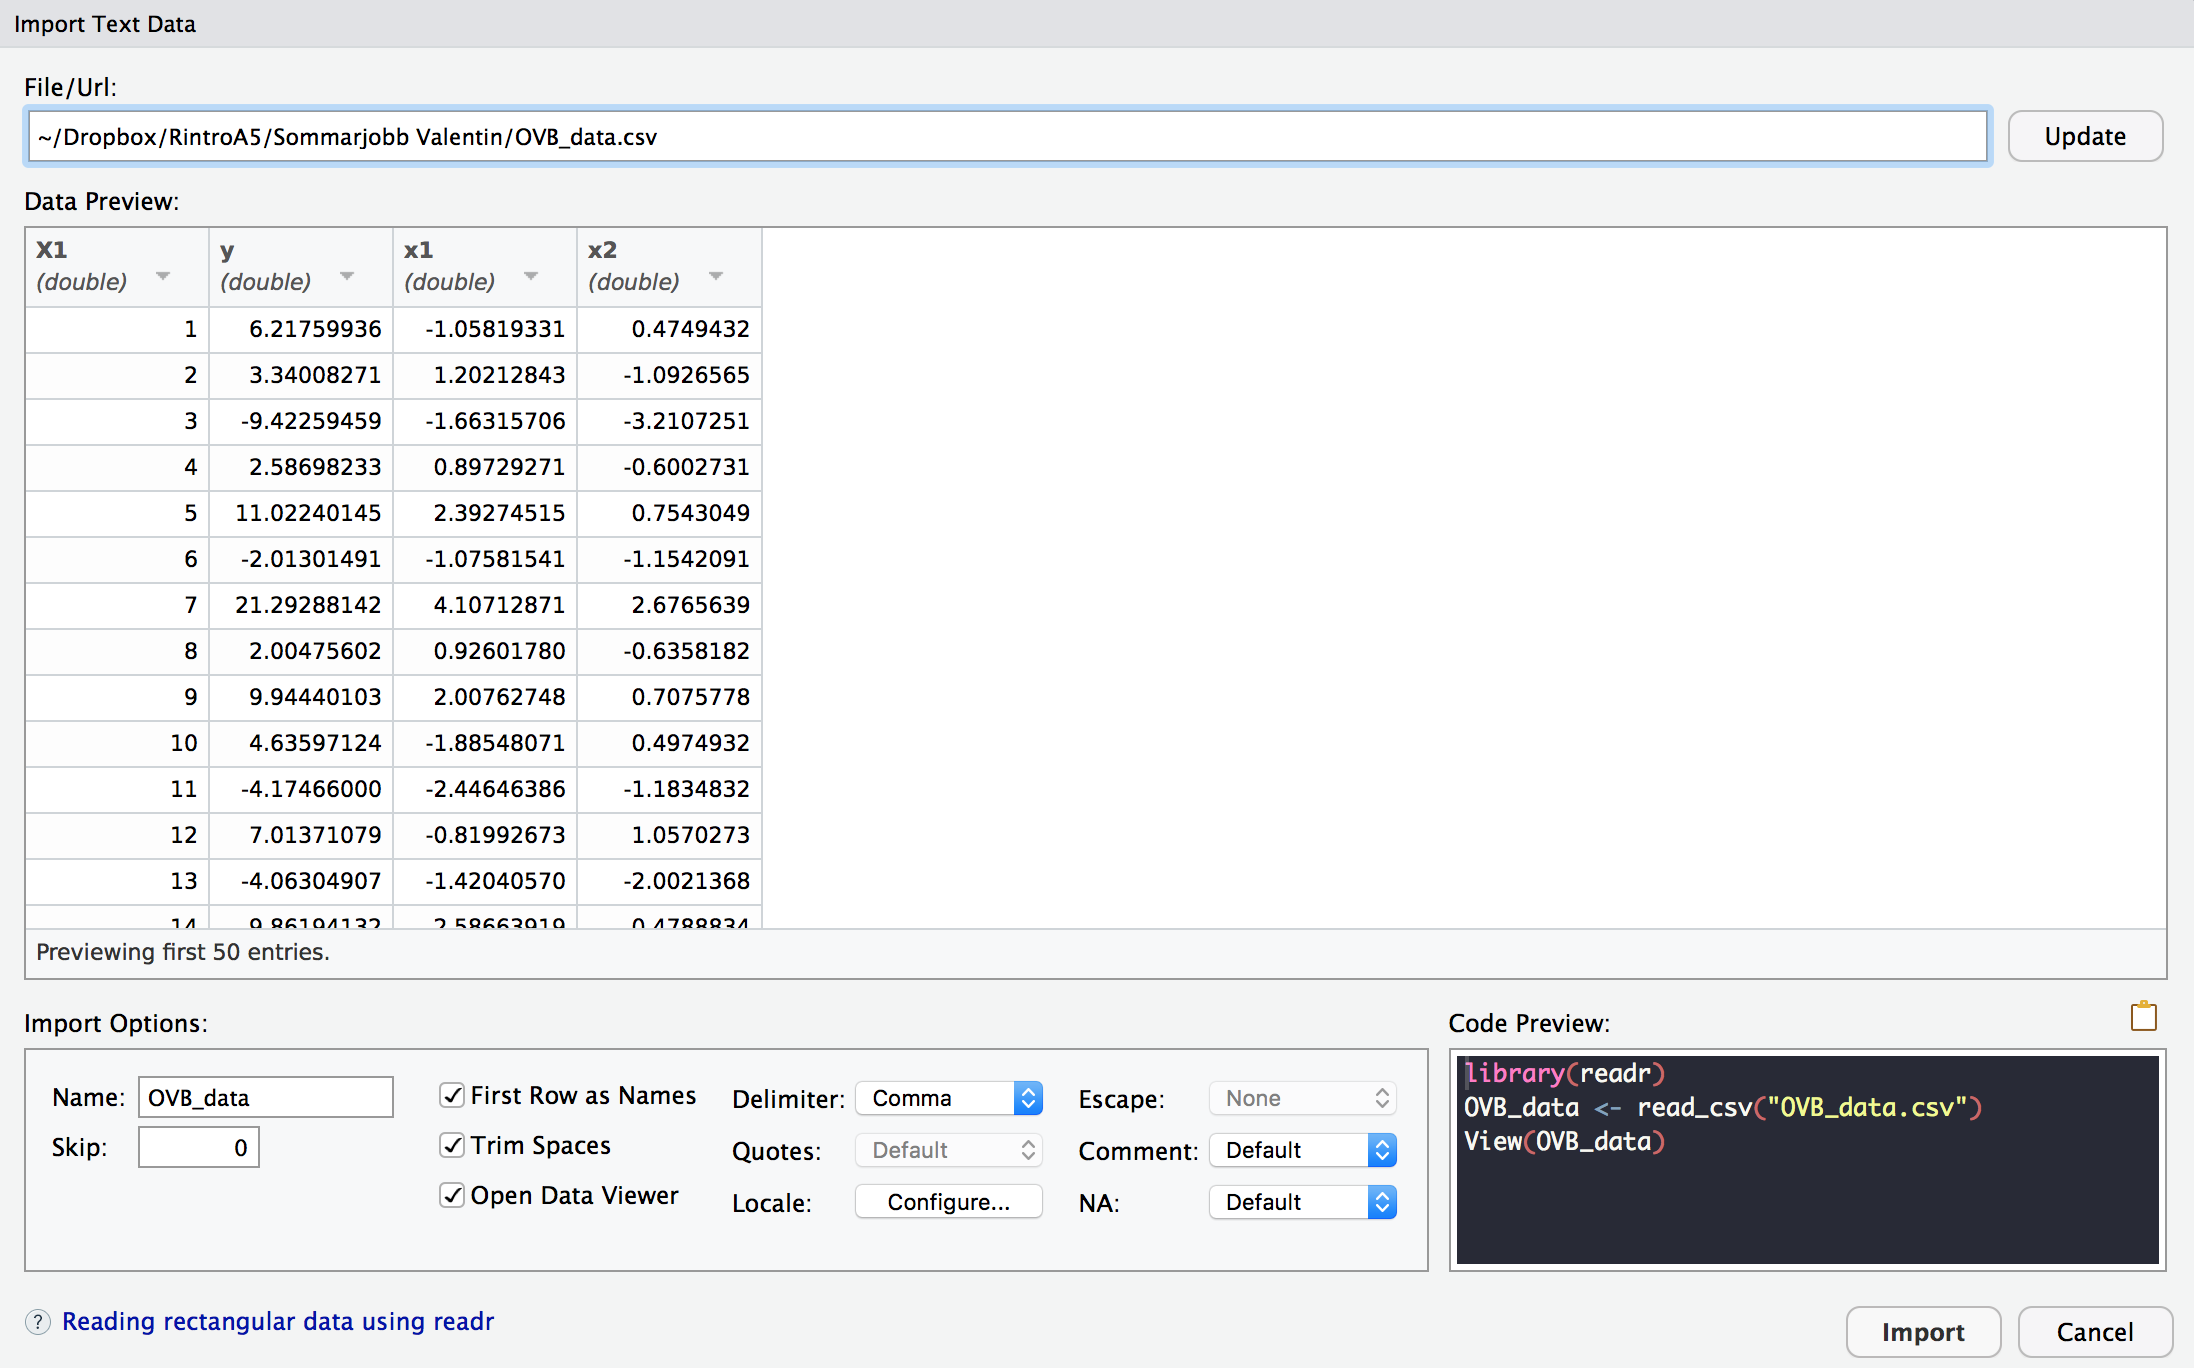 Import Text Data
File/Url:
~/Dropbox/RintroA5/Sommarjobb Valentin/OVB_data.csv
Update
Data Preview:
X1 y x1 x2
(double) (double) (double) (double)
1 6.21759936 -1.05819331 0.4749432
2 3.34008271 1.20212843 -1.0926565
3 -9.42259459 -1.66315706 -3.2107251
4 2.58698233 0.89729271 -0.6002731
5 11.02240145 2.39274515 0.7543049
6 -2.01301491 -1.07581541 -1.1542091
7 21.29288142 4.10712871 2.6765639
8 2.00475602 0.92601780 -0.6358182
9 9.94440103 2.00762748 0.7075778
10 4.63597124 -1.88548071 0.4974932
11 -4.17466000 -2.44646386 -1.1834832
12 7.01371079 -0.81992673 1.0570273
13 -4.06304907 -1.42040570 -2.0021368
14 9.86194132 2.58663919 0.4788834
Previewing first 50 entries.
Import Options:
Name: OVB_data
Skip: 0
First Row as Names
Trim Spaces
Open Data Viewer
Delimiter: Comma
Quotes: Default
Locale: Configure...
Escape: None
Comment: Default
NA: Default
Code Preview:
library(readr)
OVB_data <- read_csv("OVB_data.csv")
View(OVB_data)
? Reading rectangular data using readr
Import
Cancel